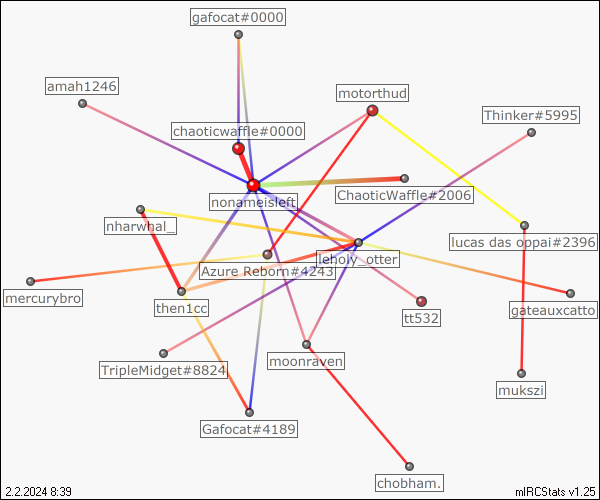 gafocat#0000
amah1246
motorthud
Thinker#5995
chaoticwaffle#0000
ChaoticWaffle#2006
nonameisleft
nharwhal_
lucas das oppai#2396
leholy_otter
Azure Reborn#4243
mercurybro
then1cc
gateauxcatto
tt532
moonraven
TripleMidget#8824
mukszi
Gafocat#4189
chobham.
2.2.2024 8:39
mIRCStats v1.25